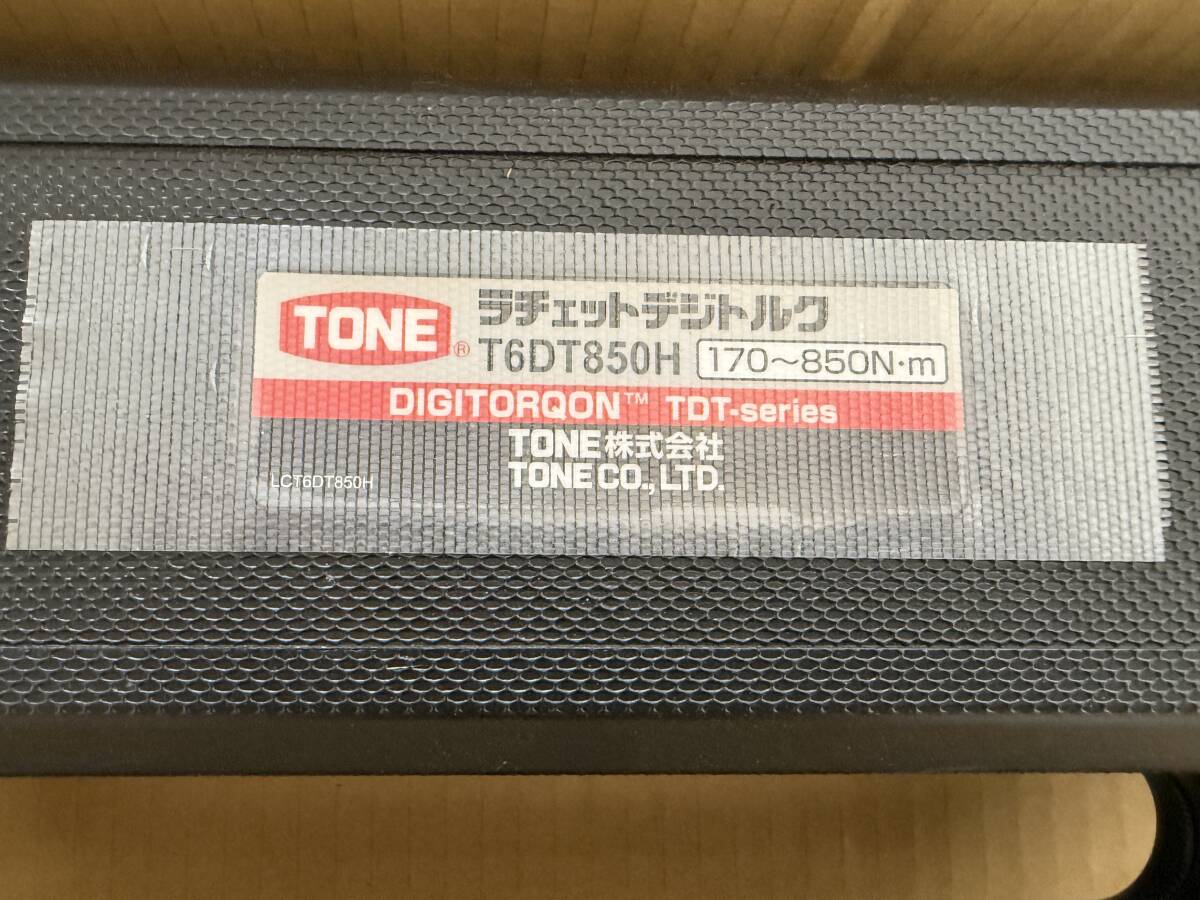 TONE®
ラチェットデジトルク
T6DT850H 170～850N·m
DIGITORQON™ TDT-series
TONE株式会社
TONE CO., LTD.
LCT6DT850H